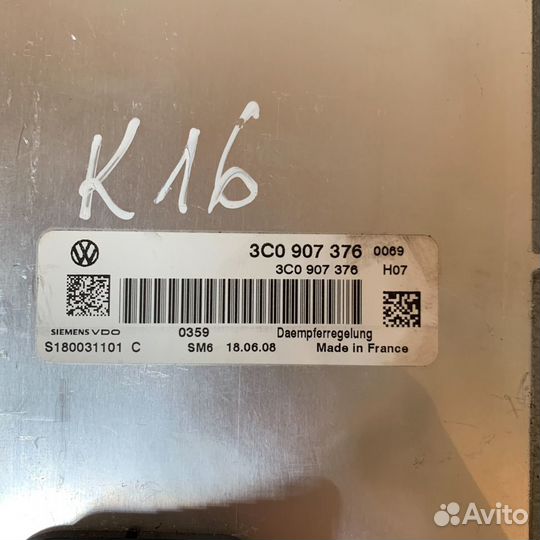 K16
3C0 907 376 0069
3C0 907 376 H07
SIEMENS VDO 0359 Daempferregelung
S180031101 C SM6 18.06.08 Made in France
Avito